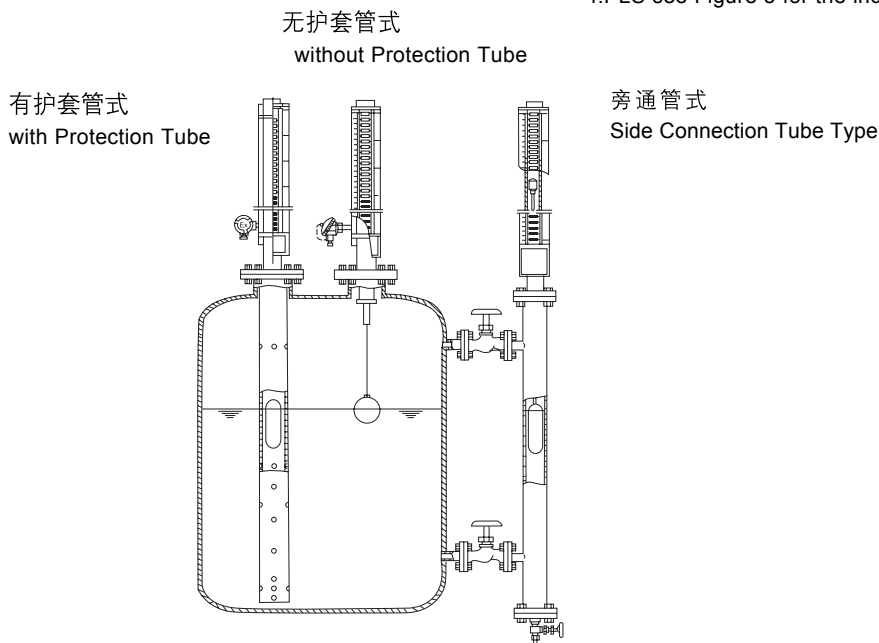 无护套管式
without Protection Tube
有护套管式
with Protection Tube
旁通管式
Side Connection Tube Type
Ex